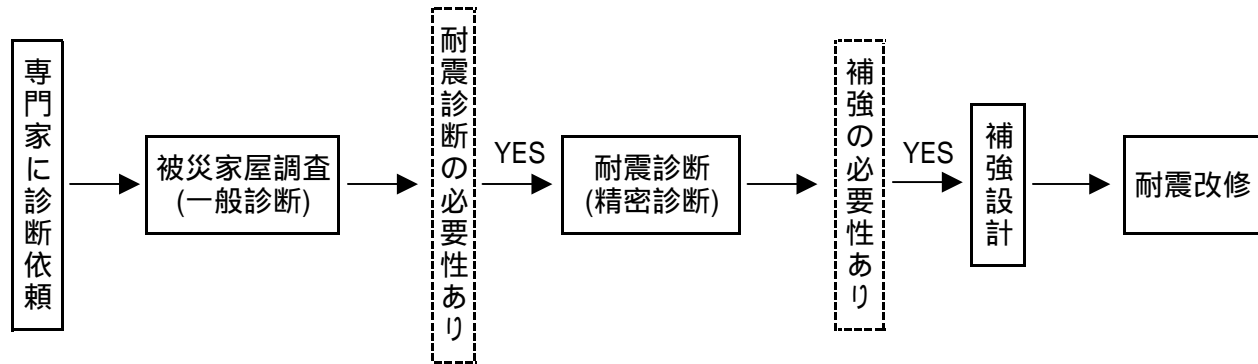 専門家に診断依頼
被災家屋調査
(一般診断)
耐震診断の必要性あり
YES
耐震診断
(精密診断)
補強の必要性あり
YES
補強設計
耐震改修